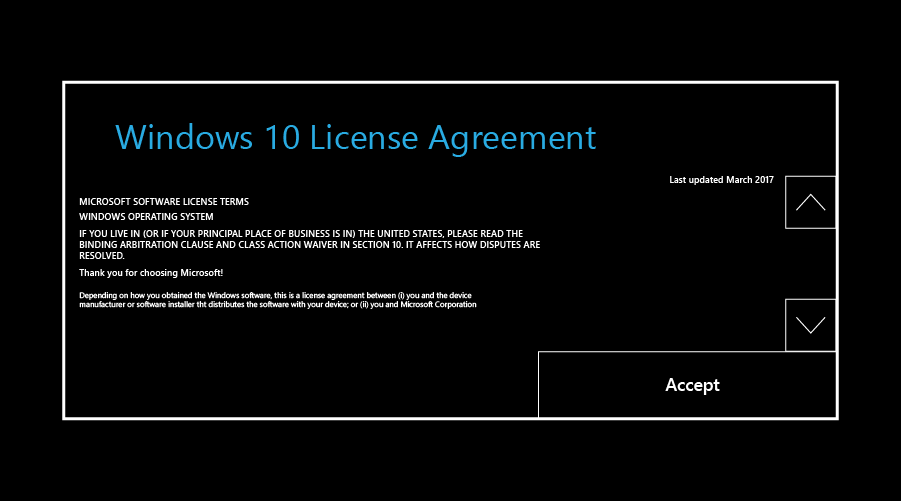 Windows 10 License Agreement
Last updated March 2017
MICROSOFT SOFTWARE LICENSE TERMS
WINDOWS OPERATING SYSTEM
IF YOU LIVE IN (OR IF YOUR PRINCIPAL PLACE OF BUSINESS IS IN) THE UNITED STATES, PLEASE READ THE
BINDING ARBITRATION CLAUSE AND CLASS ACTION WAIVER IN SECTION 10. IT AFFECTS HOW DISPUTES ARE
RESOLVED.
Thank you for choosing Microsoft!
Depending on how you obtained the Windows software, this is a license agreement between (i) you and the device
manufacturer or software installer tht distributes the software with your device; or (ii) you and Microsoft Corporation
Accept